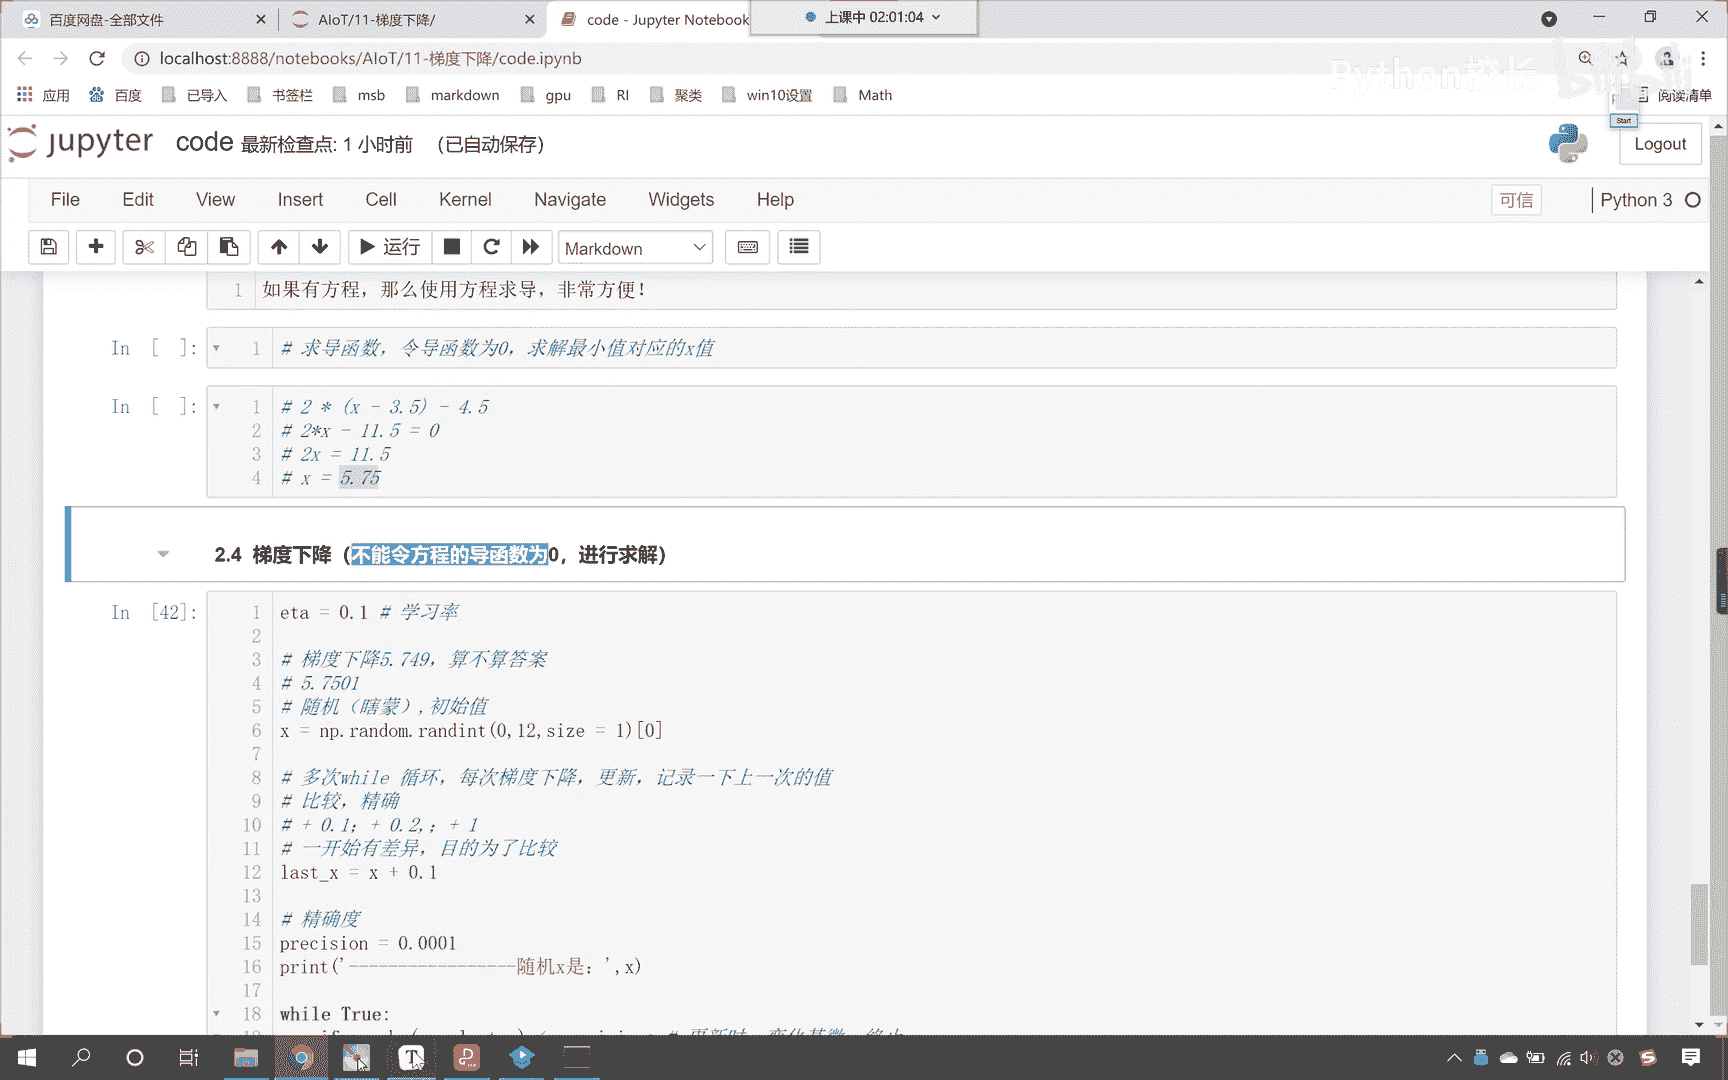 百度网盘-全部文件
AIoT/11-梯度下降/
code - Jupyter Notebook
上课中 02:01:04
localhost:8888/notebooks/AIoT/11-梯度下降/code.ipynb
Python校长 bilibili
应用 百度 已导入 书签栏 msb markdown gpu RI 聚类 win10设置 Math 阅读清单
Start
jupyter code 最新检查点: 1 小时前 (已自动保存) Logout
File Edit View Insert Cell Kernel Navigate Widgets Help 可信 Python 3
运行 Markdown
1 如果有方程，那么使用方程求导，非常方便！
In [ ]: 1 # 求导函数，令导函数为0，求解最小值对应的x值
In [ ]: 1 # 2 * (x - 3.5) - 4.5
2 # 2*x - 11.5 = 0
3 # 2x = 11.5
4 # x = 5.75
2.4 梯度下降（不能令方程的导函数为0，进行求解）
In [42]: 1 eta = 0.1 # 学习率
2
3 # 梯度下降5.749，算不算答案
4 # 5.7501
5 # 随机（瞎蒙）,初始值
6 x = np.random.randint(0,12,size = 1)[0]
7
8 # 多次while 循环，每次梯度下降，更新，记录一下上一次的值
9 # 比较，精确
10 # + 0.1；+ 0.2,；+ 1
11 # 一开始有差异，目的为了比较
12 last_x = x + 0.1
13
14 # 精确度
15 precision = 0.0001
16 print('-----------------随机x是：',x)
17
18 while True: